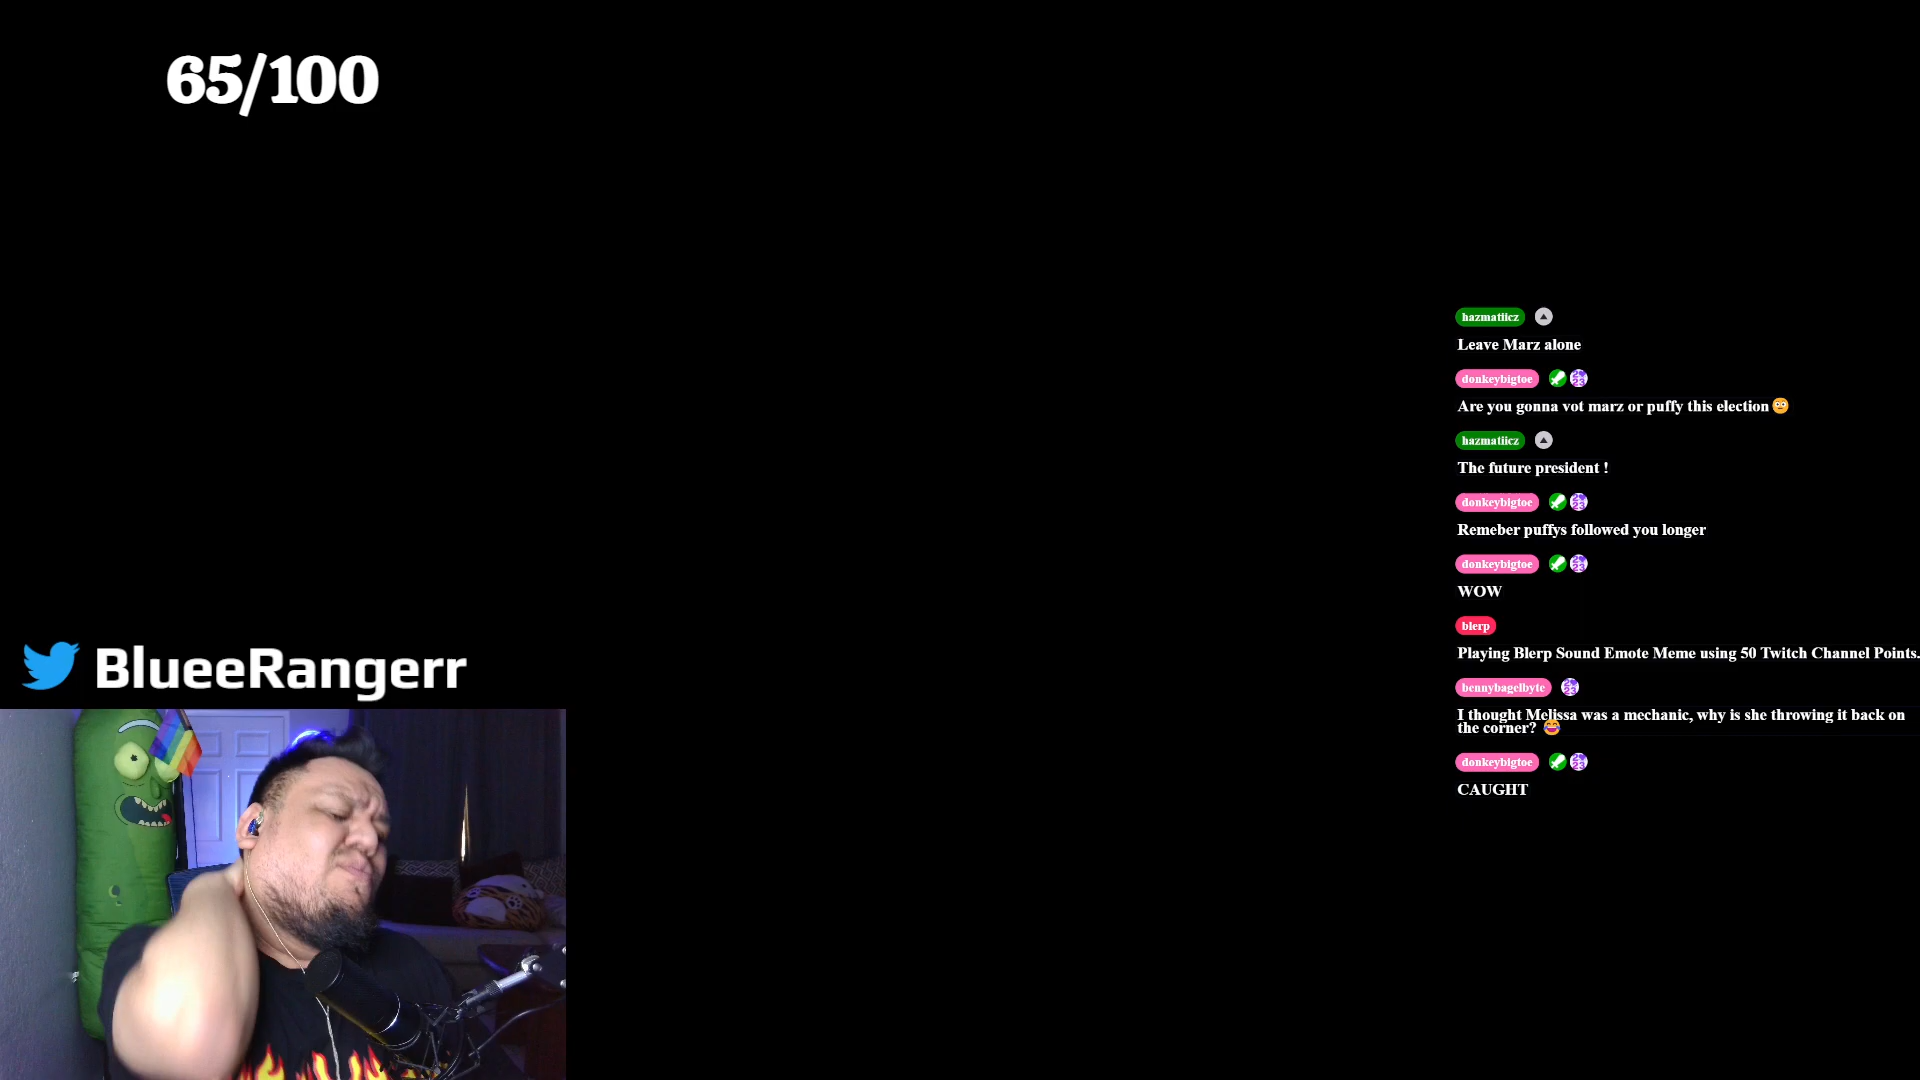 65/100
hazmatiicz
Leave Marz alone
donkeybigtoe
Are you gonna vot marz or puffy this election
hazmatiicz
The future president !
donkeybigtoe
Remeber puffys followed you longer
donkeybigtoe
WOW
blerp
Playing Blerp Sound Emote Meme using 50 Twitch Channel Points.
bennybagelbyte
I thought Melissa was a mechanic, why is she throwing it back on
the corner?
donkeybigtoe
CAUGHT
BlueeRangerr